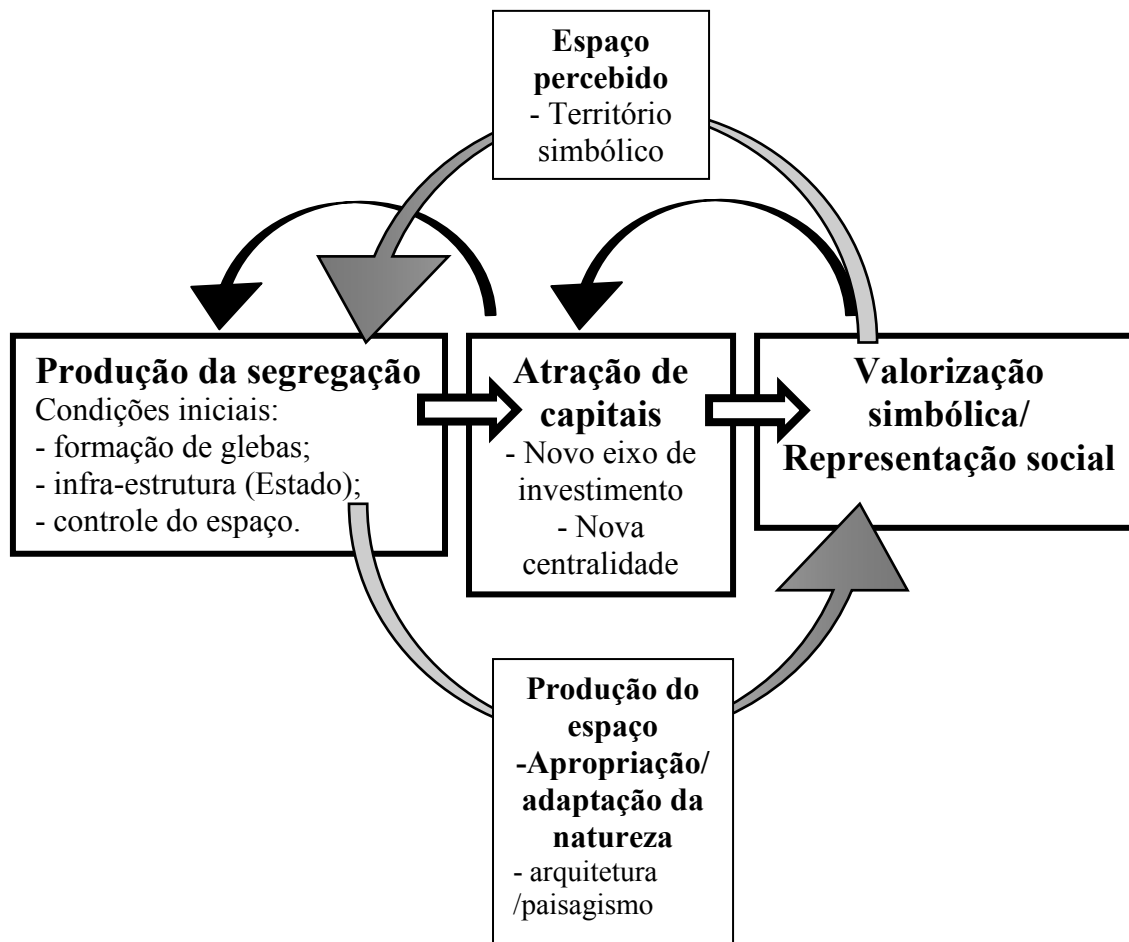 Espaço
percebido
- Território
simbólico
Produção da segregação
Condições iniciais:
- formação de glebas;
- infra-estrutura (Estado);
- controle do espaço.
Atração de
capitais
- Novo eixo de
investimento
- Nova
centralidade
Valorização
simbólica/
Representação social
Produção do
espaço
-Apropriação/
adaptação da
natureza
- arquitetura
/paisagismo